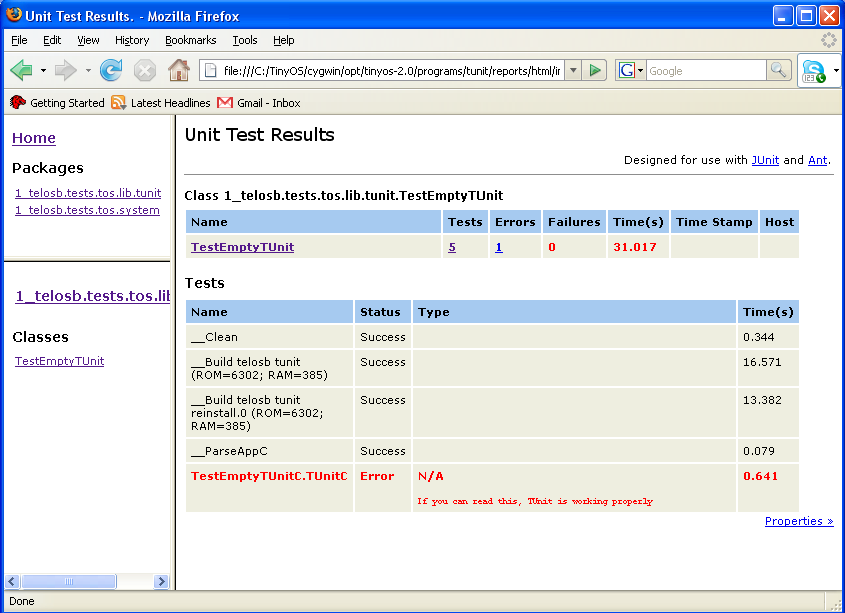 Unit Test Results. - Mozilla Firefox
File Edit View History Bookmarks Tools Help
file:///C:/TinyOS/cygwin/opt/tinyos-2.0/programs/tunit/reports/html/ir
G Google
Getting Started Latest Headlines Gmail - Inbox
Home
Packages
1_telosb.tests.tos.lib.tunit
1_telosb.tests.tos.system
1_telosb.tests.tos.lib
Classes
TestEmptyTUnit
Unit Test Results
Designed for use with JUnit and Ant.
Class 1_telosb.tests.tos.lib.tunit.TestEmptyTUnit
Name Tests Errors Failures Time(s) Time Stamp Host
TestEmptyTUnit 5 1 0 31.017
Tests
Name Status Type Time(s)
__Clean Success 0.344
__Build telosb tunit Success 16.571
(ROM=6302; RAM=385)
__Build telosb tunit Success 13.382
reinstall.0 (ROM=6302;
RAM=385)
__ParseAppC Success 0.079
TestEmptyTUnitC.TUnitC Error N/A 0.641
If you can read this, TUnit is working properly
Properties »
Done